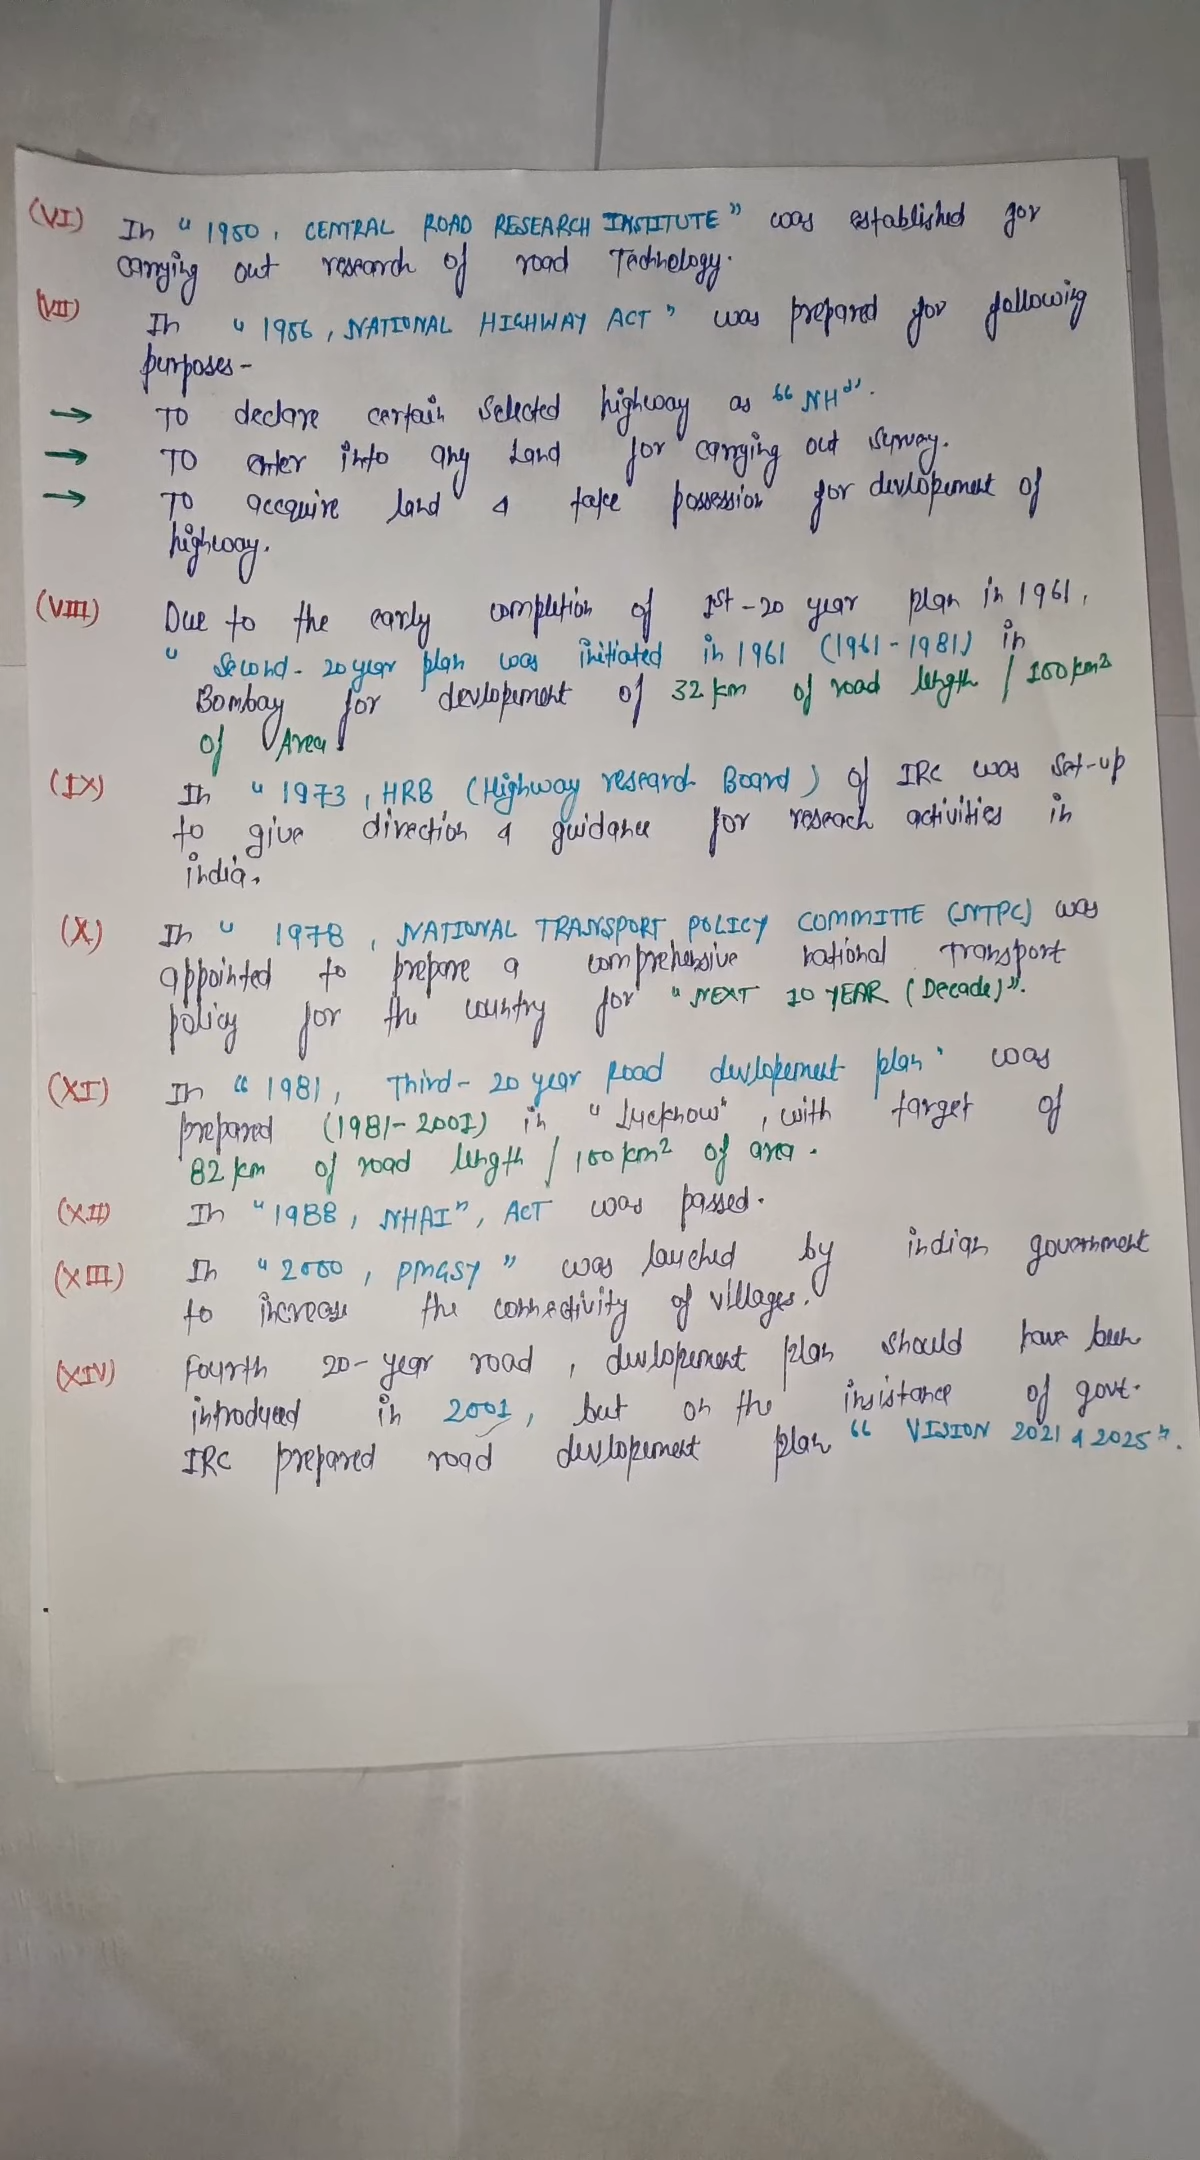 (VI) In "1950, CENTRAL ROAD RESEARCH INSTITUTE" was established for
carrying out research of road Technology.
(VII) In "1956, NATIONAL HIGHWAY ACT" was prepared for following
purposes-
→ TO declare certain selected highway as "NH".
→ TO enter into any Land for carrying out survey.
→ TO accquire land & take possession for devlopement of
highway.
(VIII) Due to the early completion of 1st-20 year plan in 1961,
"Second-20 year plan was initiated in 1961 (1961-1981) in
Bombay for devlopement of 32 km of road length / 100 km²
of Area.
(IX) In "1973, HRB (Highway research Board) of IRC was set-up
to give direction & guidance for reseach activities in
india.
(X) In "1978, NATIONAL TRANSPORT POLICY COMMITTE (NTPC) was
appointed to prepare a comprehensive national transport
policy for the country for "NEXT 10 YEAR (Decade)".
(XI) In "1981, Third-20 year Road devlopement plan" was
prepared (1981-2001) in "Lucknow", with target of
82 km of road length / 100 km² of area.
(XII) In "1988, NHAI", ACT was passed.
(XIII) In "2000, PMGSY" was lauched by indian government
to increase the connectivity of villages.
(XIV) Fourth 20-year road, devlopement plan should have been
introduced in 2001, but on the insistance of govt.
IRC prepared road devlopement plan "VISION 2021 & 2025".